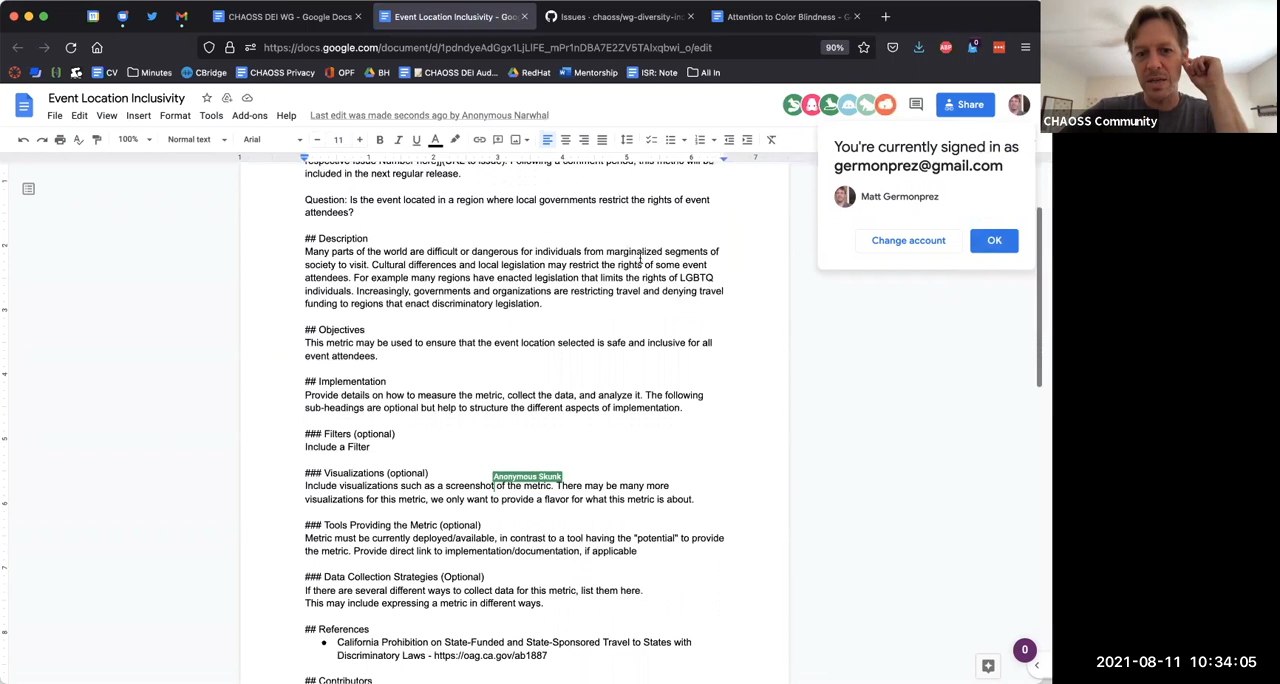 CHAOSS DEI WG - Google Docs
Event Location Inclusivity - Goo
Issues · chaoss/wg-diversity-inc
Attention to Color Blindness - G
https://docs.google.com/document/d/1pdndyeAdGgx1LjLIFE_mPr1nDBA7E2ZV5TAlxqbwi_o/edit
90%
CV
Minutes
CBridge
CHAOSS Privacy
OPF
BH
CHAOSS DEI Aud...
RedHat
Mentorship
ISR: Note
All In
Event Location Inclusivity
File Edit View Insert Format Tools Add-ons Help
Last edit was made seconds ago by Anonymous Narwhal
Share
100%
Normal text
Arial
11
You're currently signed in as
germonprez@gmail.com
Matt Germonprez
Change account
OK
CHAOSS Community
included in the next regular release.
Question: Is the event located in a region where local governments restrict the rights of event
attendees?
## Description
Many parts of the world are difficult or dangerous for individuals from marginalized segments of
society to visit. Cultural differences and local legislation may restrict the rights of some event
attendees. For example many regions have enacted legislation that limits the rights of LGBTQ
individuals. Increasingly, governments and organizations are restricting travel and denying travel
funding to regions that enact discriminatory legislation.
## Objectives
This metric may be used to ensure that the event location selected is safe and inclusive for all
event attendees.
## Implementation
Provide details on how to measure the metric, collect the data, and analyze it. The following
sub-headings are optional but help to structure the different aspects of implementation.
### Filters (optional)
Include a Filter
### Visualizations (optional)
Anonymous Skunk
Include visualizations such as a screenshot of the metric. There may be many more
visualizations for this metric, we only want to provide a flavor for what this metric is about.
### Tools Providing the Metric (optional)
Metric must be currently deployed/available, in contrast to a tool having the "potential" to provide
the metric. Provide direct link to implementation/documentation, if applicable
### Data Collection Strategies (Optional)
If there are several different ways to collect data for this metric, list them here.
This may include expressing a metric in different ways.
## References
● California Prohibition on State-Funded and State-Sponsored Travel to States with
Discriminatory Laws - https://oag.ca.gov/ab1887
## Contributors
0
2021-08-11 10:34:05